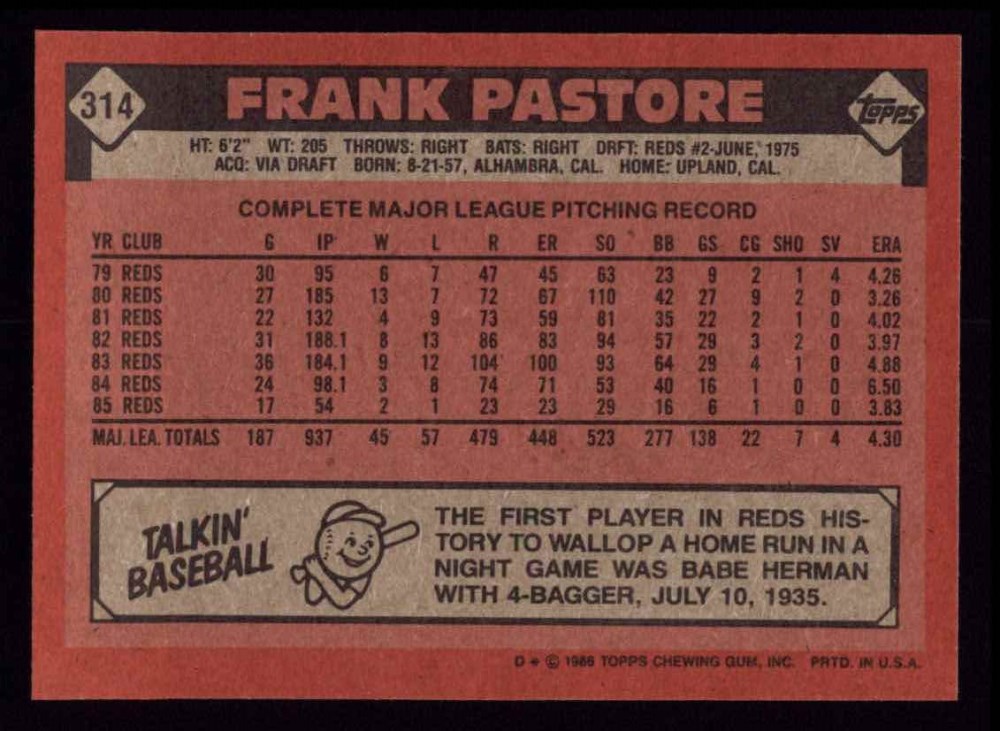 314 FRANK PASTORE Topps
HT: 6'2" WT: 205 THROWS: RIGHT BATS: RIGHT DRFT: REDS #2-JUNE, 1975
ACQ: VIA DRAFT BORN: 8-21-57, ALHAMBRA, CAL. HOME: UPLAND, CAL.
COMPLETE MAJOR LEAGUE PITCHING RECORD
YR CLUB G IP W L R ER SO BB GS CG SHO SV ERA
79 REDS 30 95 6 7 47 45 63 23 9 2 1 4 4.26
80 REDS 27 185 13 7 72 67 110 42 27 9 2 0 3.26
81 REDS 22 132 4 9 73 59 81 35 22 2 1 0 4.02
82 REDS 31 188.1 8 13 86 83 94 57 29 3 2 0 3.97
83 REDS 36 184.1 9 12 104 100 93 64 29 4 1 0 4.88
84 REDS 24 98.1 3 8 74 71 53 40 16 1 0 0 6.50
85 REDS 17 54 2 1 23 23 29 16 6 1 0 0 3.83
MAJ. LEA. TOTALS 187 937 45 57 479 448 523 277 138 22 7 4 4.30
TALKIN'
BASEBALL
THE FIRST PLAYER IN REDS HIS-
TORY TO WALLOP A HOME RUN IN A
NIGHT GAME WAS BABE HERMAN
WITH 4-BAGGER, JULY 10, 1935.
D * © 1986 TOPPS CHEWING GUM, INC. PRTD. IN U.S.A.